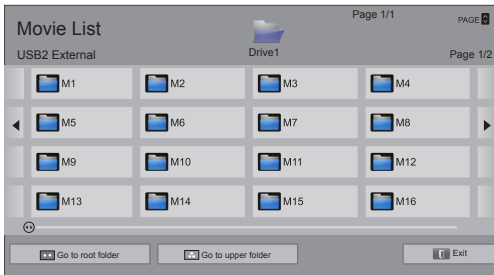 Movie List
Page 1/1
PAGE
USB2 External
Drive1
Page 1/2
M1 M2 M3 M4
M5 M6 M7 M8
M9 M10 M11 M12
M13 M14 M15 M16
Go to root folder Go to upper folder Exit